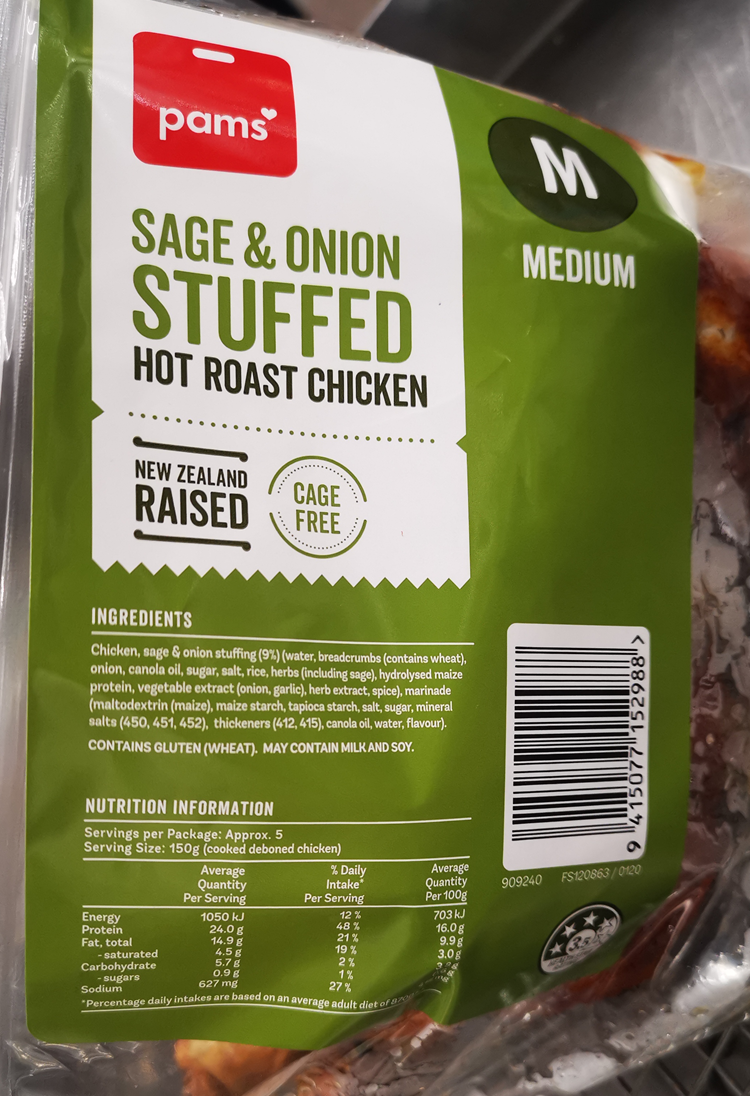 pams
M
MEDIUM
SAGE & ONION
STUFFED
HOT ROAST CHICKEN
NEW ZEALAND
RAISED
CAGE
FREE
INGREDIENTS
Chicken, sage & onion stuffing (9%) (water, breadcrumbs (contains wheat),
onion, canola oil, sugar, salt, rice, herbs (including sage), hydrolysed maize
protein, vegetable extract (onion, garlic), herb extract, spice), marinade
(maltodextrin (maize), maize starch, tapioca starch, salt, sugar, mineral
salts (450, 451, 452), thickeners (412, 415), canola oil, water, flavour).
CONTAINS GLUTEN (WHEAT). MAY CONTAIN MILK AND SOY.
NUTRITION INFORMATION
Servings per Package: Approx. 5
Serving Size: 150g (cooked deboned chicken)
Average Quantity Per Serving % Daily Intake* Per Serving Average Quantity Per 100g
Energy 1050 kJ 12 % 703 kJ
Protein 24.0 g 48 % 16.0 g
Fat, total 14.9 g 21 % 9.9 g
- saturated 4.5 g 19 % 3.0 g
Carbohydrate 5.7 g 2 %
- sugars 0.9 g 1 %
Sodium 627 mg 27 %
*Percentage daily intakes are based on an average adult diet of
9 415077 152988 >
909240 FS120863 / 0120